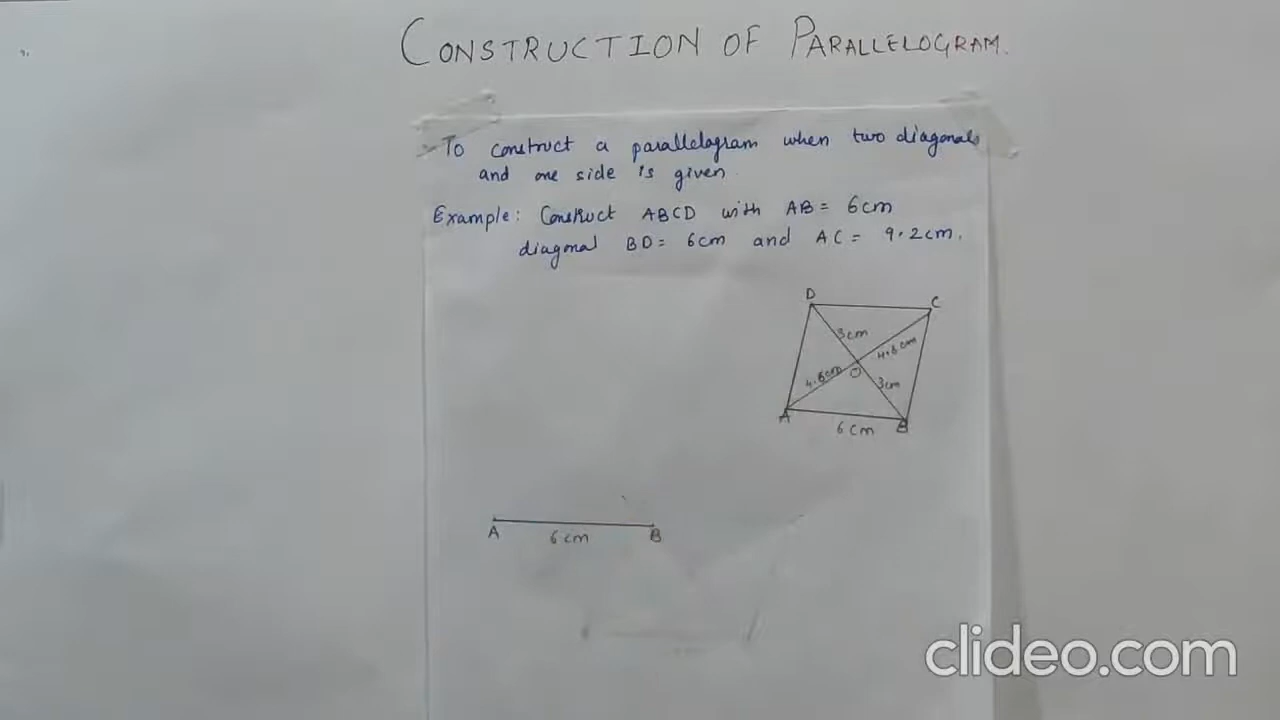 CONSTRUCTION OF PARALLELOGRAM.
To construct a parallelogram when two diagonals
and one side is given.
Example: Construct ABCD with AB = 6cm
diagonal BD = 6cm and AC = 9.2cm.
D
C
3cm
4.6cm
4.6cm
O
3cm
A
B
6cm
A
6cm
B
clideo.com